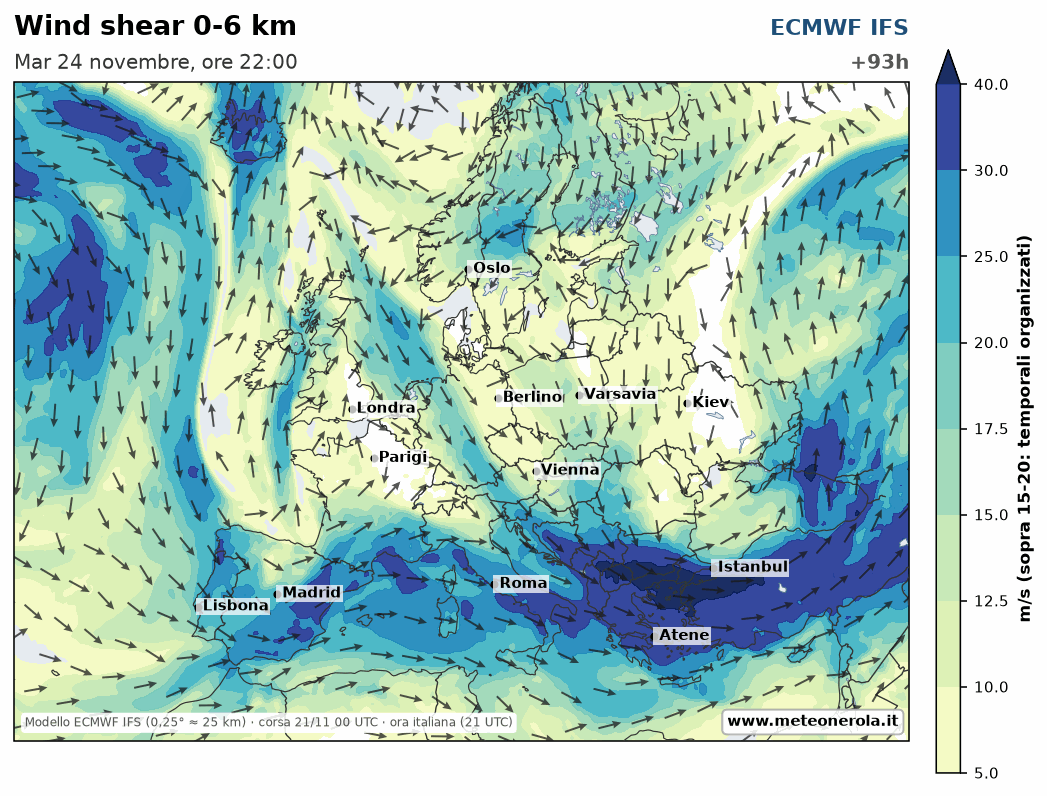 Wind shear 0-6 km
ECMWF IFS
Mar 24 novembre, ore 22:00
+93h
40.0
30.0
25.0
20.0
17.5
15.0
12.5
10.0
5.0
m/s (sopra 15-20: temporali organizzati)
Oslo
Berlino
Varsavia
Kiev
Londra
Parigi
Vienna
Istanbul
Roma
Madrid
Lisbona
Atene
Modello ECMWF IFS (0,25° ≈ 25 km) · corsa 21/11 00 UTC · ora italiana (21 UTC)
www.meteonerola.it